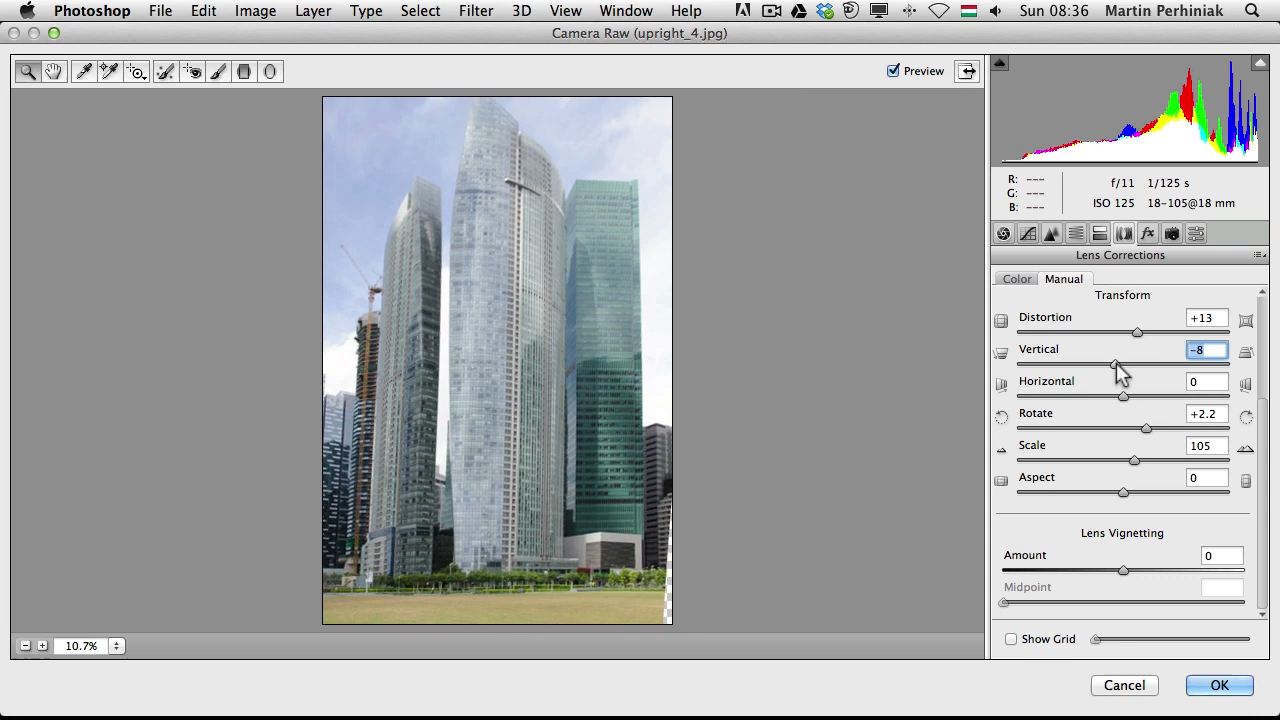 Photoshop File Edit Image Layer Type Select Filter 3D View Window Help Sun 08:36 Martin Perhiniak
Camera Raw (upright_4.jpg)
Preview
R: ---
G: ---
B: ---
f/11 1/125 s
ISO 125 18-105@18 mm
fx
Lens Corrections
Color Manual
Transform
Distortion +13
Vertical -8
Horizontal 0
Rotate +2.2
Scale 105
Aspect 0
Lens Vignetting
Amount 0
Midpoint
Show Grid
10.7%
Cancel OK